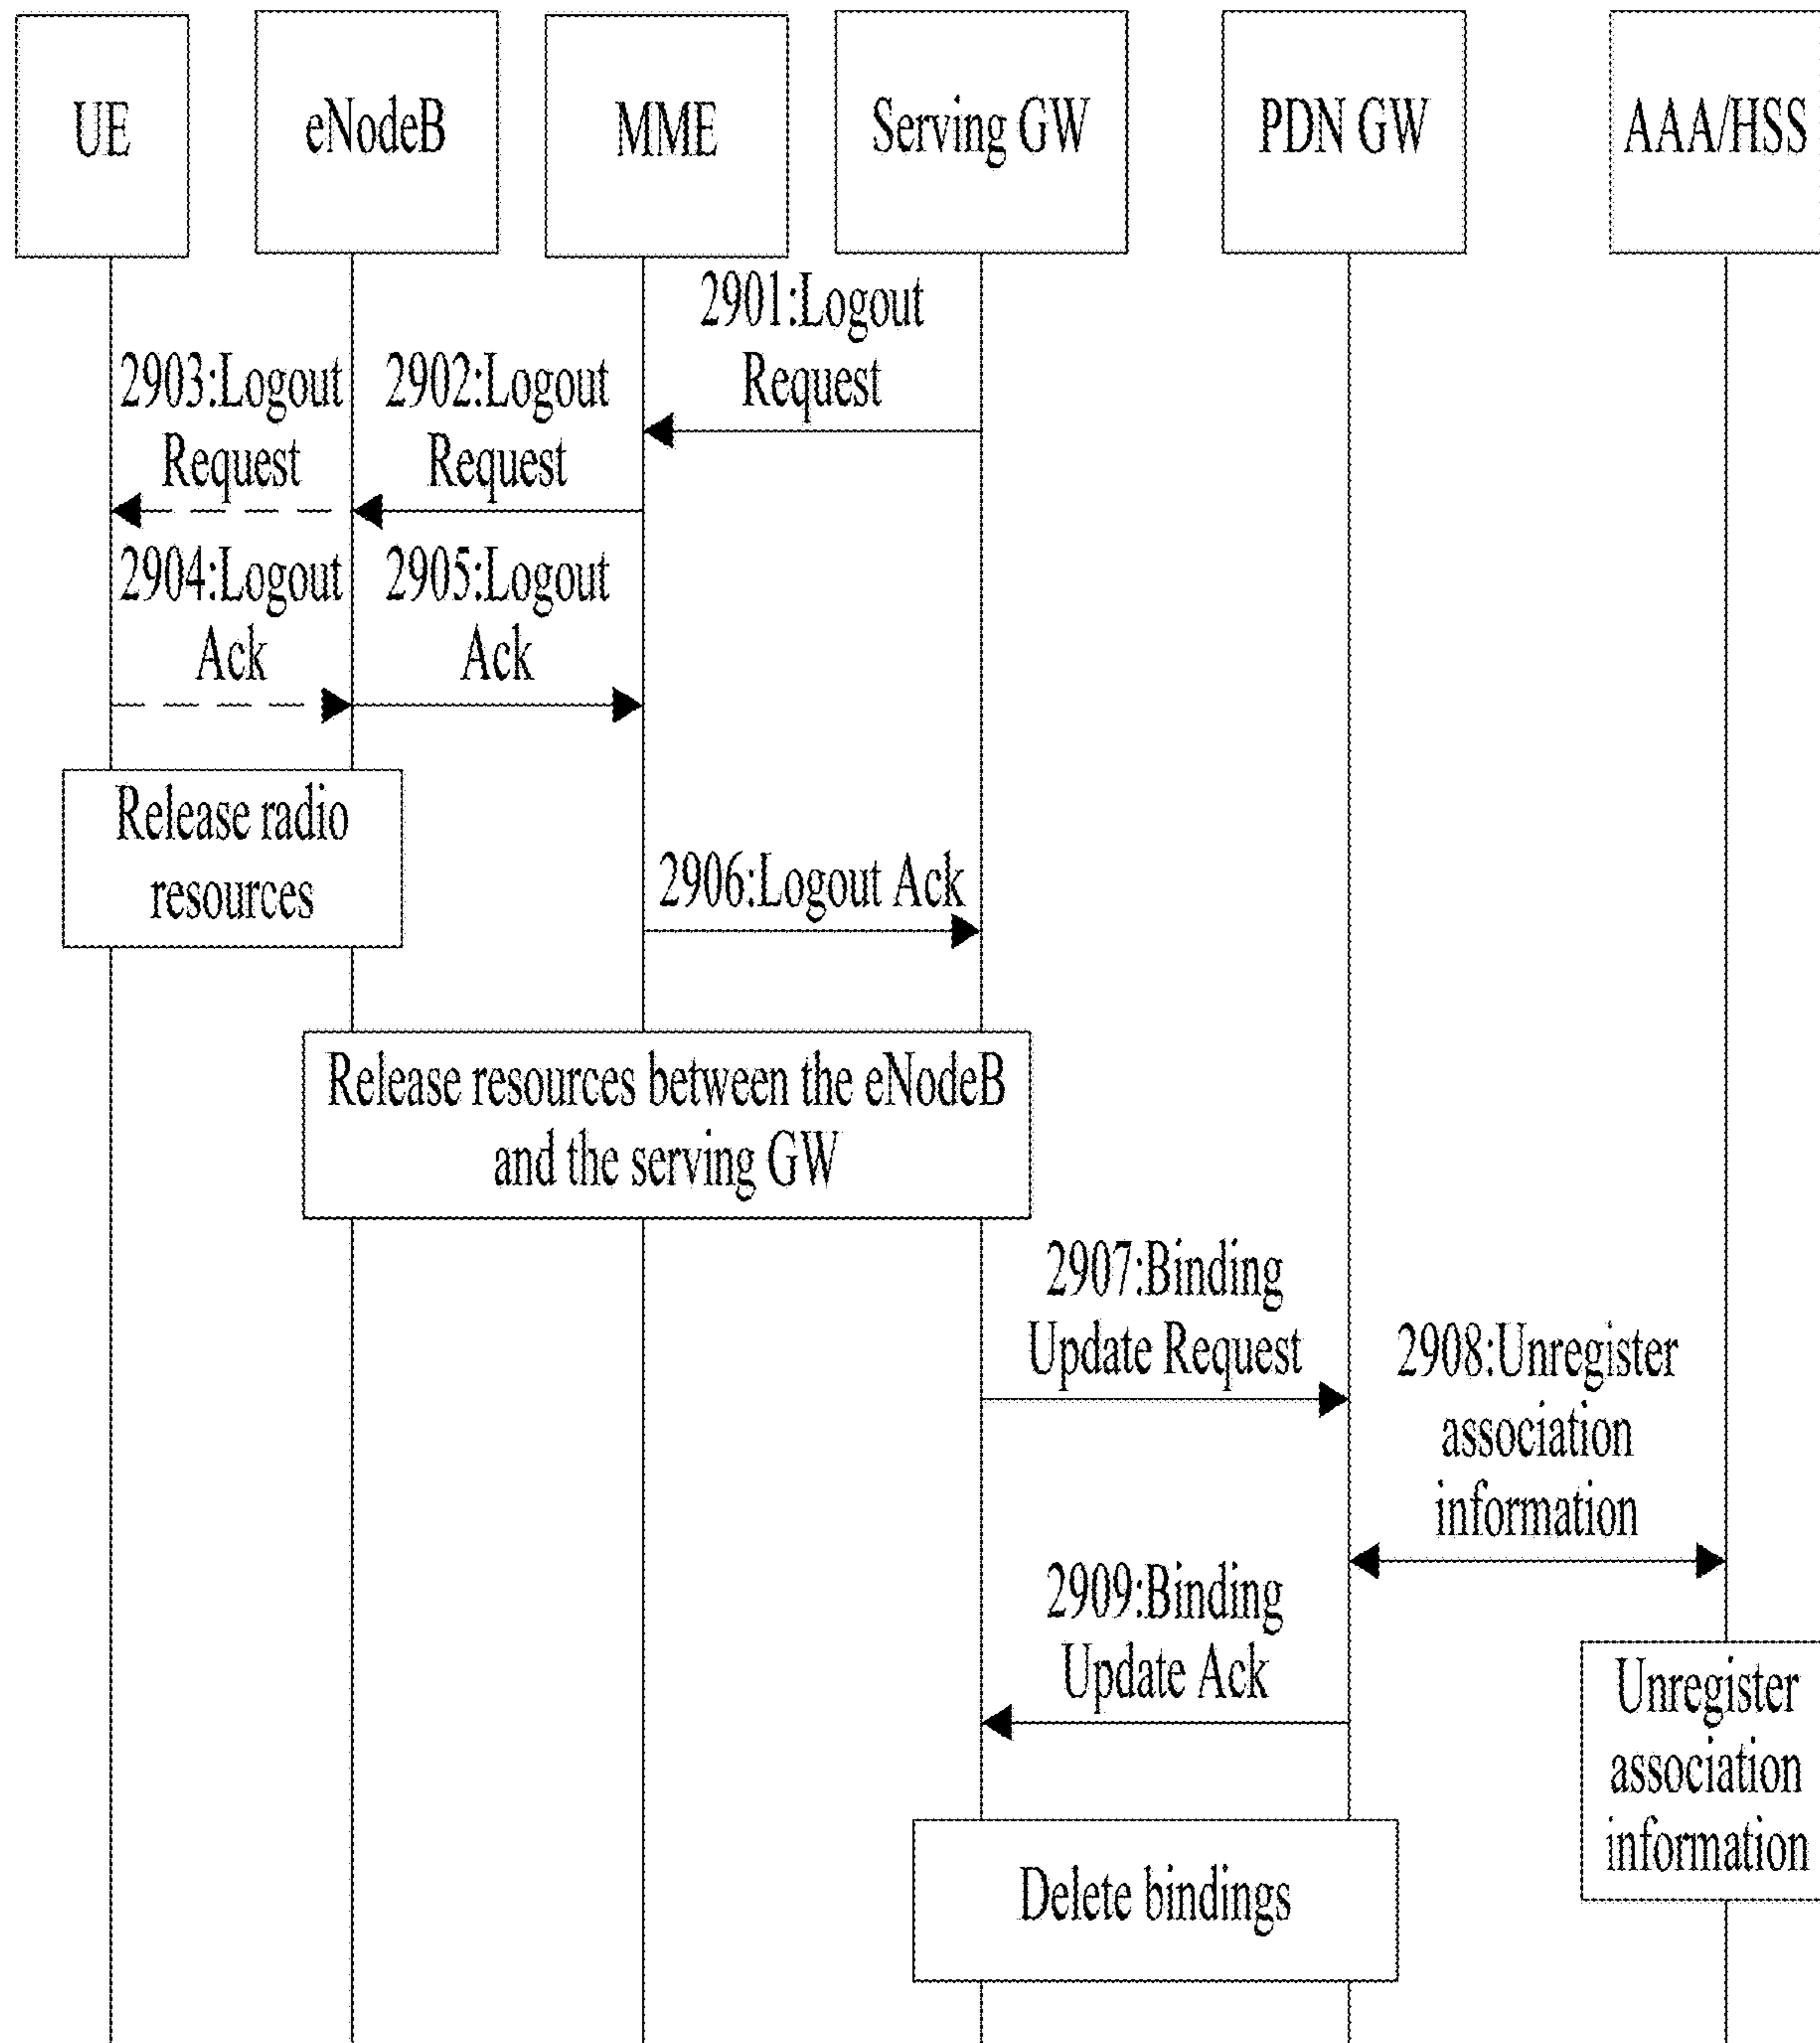 UE
eNodeB
MME
Serving GW
PDN GW
AAA/HSS
2901:Logout
Request
2903:Logout
Request
2902:Logout
Request
2904:Logout
Ack
2905:Logout
Ack
Release radio
resources
2906:Logout Ack
Release resources between the eNodeB
and the serving GW
2907:Binding
Update Request
2908:Unregister
association
information
2909:Binding
Update Ack
Unregister
association
information
Delete bindings